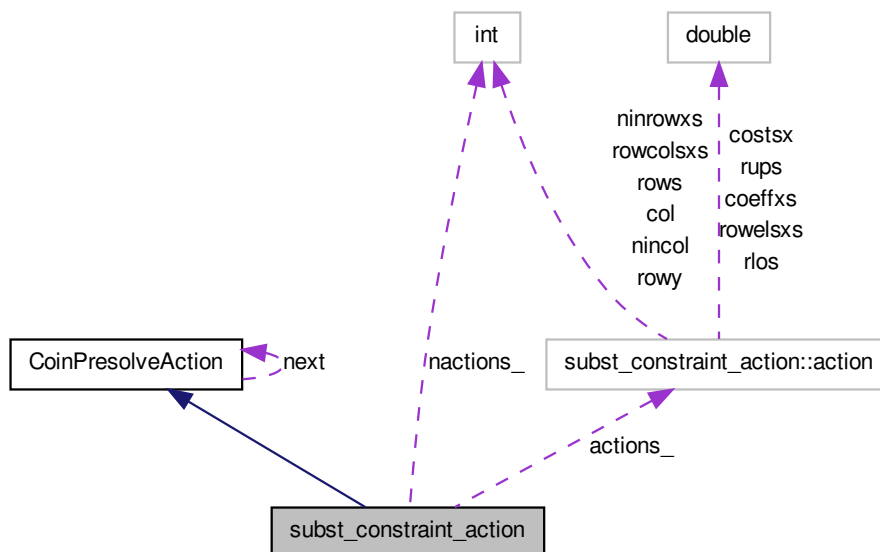 int
double
ninrowxs
rowcolsxs
rows
col
nincol
rowy
costsx
rups
coeffxs
rowelsxs
rlos
CoinPresolveAction
next
nactions_
subst_constraint_action::action
actions_
subst_constraint_action